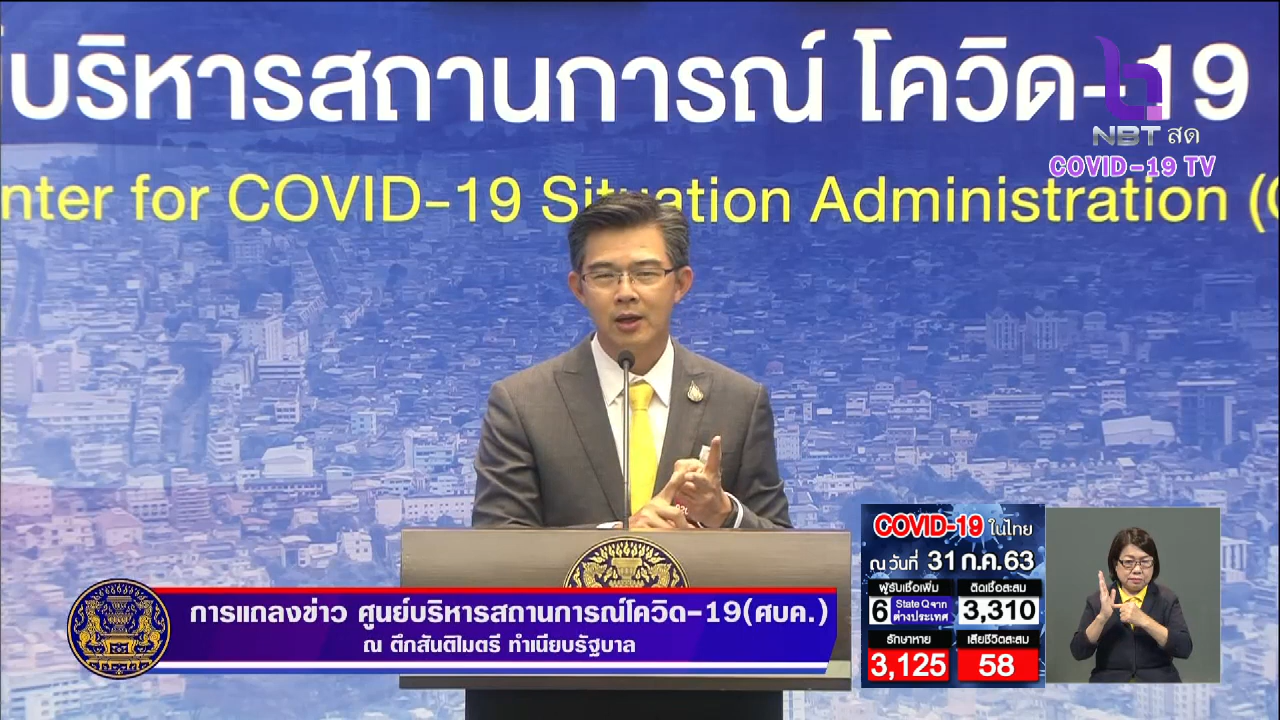 ์บริหารสถานการณ์ โควิด-19
NBT สด
COVID-19 TV
nter for COVID-19 Situation Administration (
COVID-19 ในไทย
ณ วันที่ 31 ก.ค. 63
ผู้รับเชื้อเพิ่ม
ติดเชื้อสะสม
6 State Q จาก ต่างประเทศ
3,310
รักษาหาย
เสียชีวิตสะสม
3,125
58
การแถลงข่าว ศูนย์บริหารสถานการณ์โควิด-19(ศบค.)
ณ ตึกสันติไมตรี ทำเนียบรัฐบาล